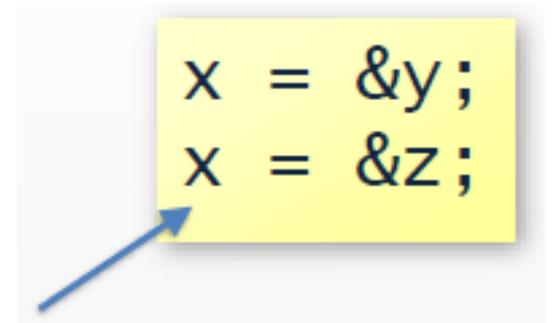 x = &y;
x = &z;